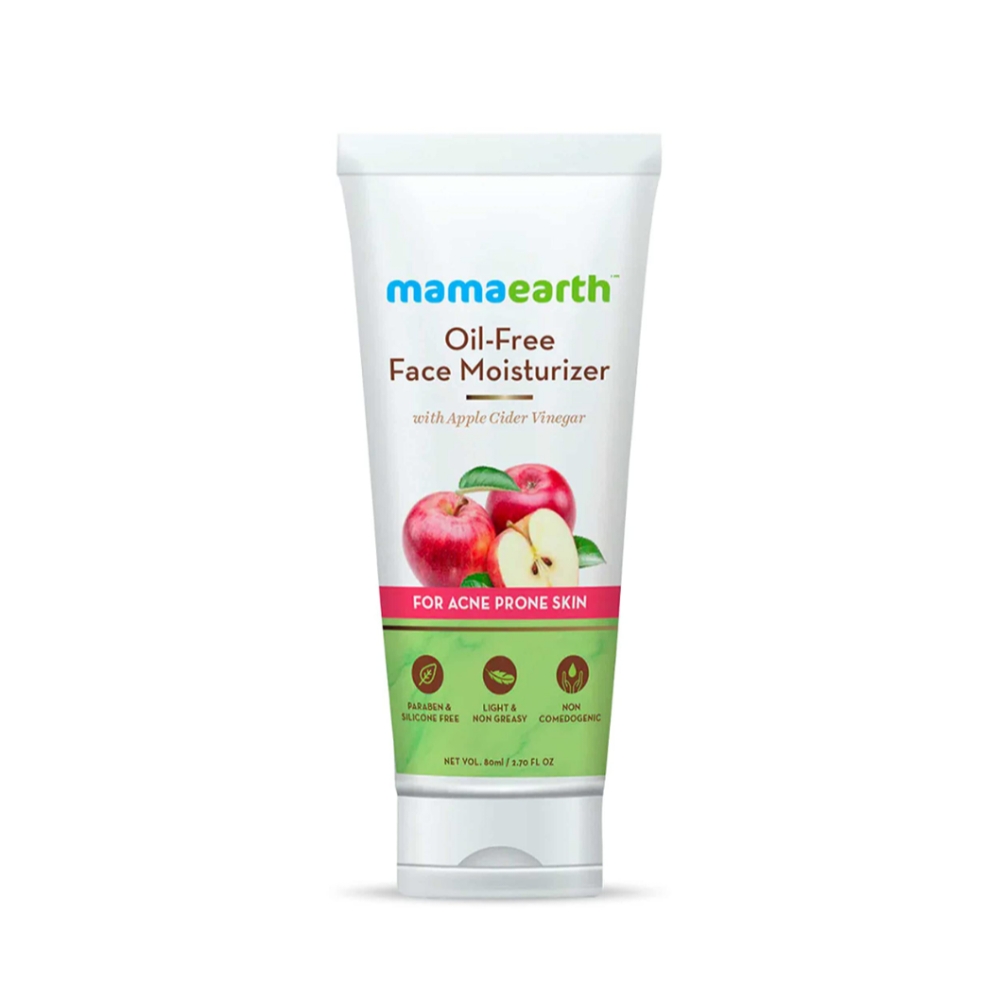 mamaearth™
Oil-Free
Face Moisturizer
with Apple Cider Vinegar
FOR ACNE PRONE SKIN
PARABEN &
SILICONE FREE
LIGHT &
NON GREASY
NON
COMEDOGENIC
NET VOL. 80ml / 2.70 FL OZ